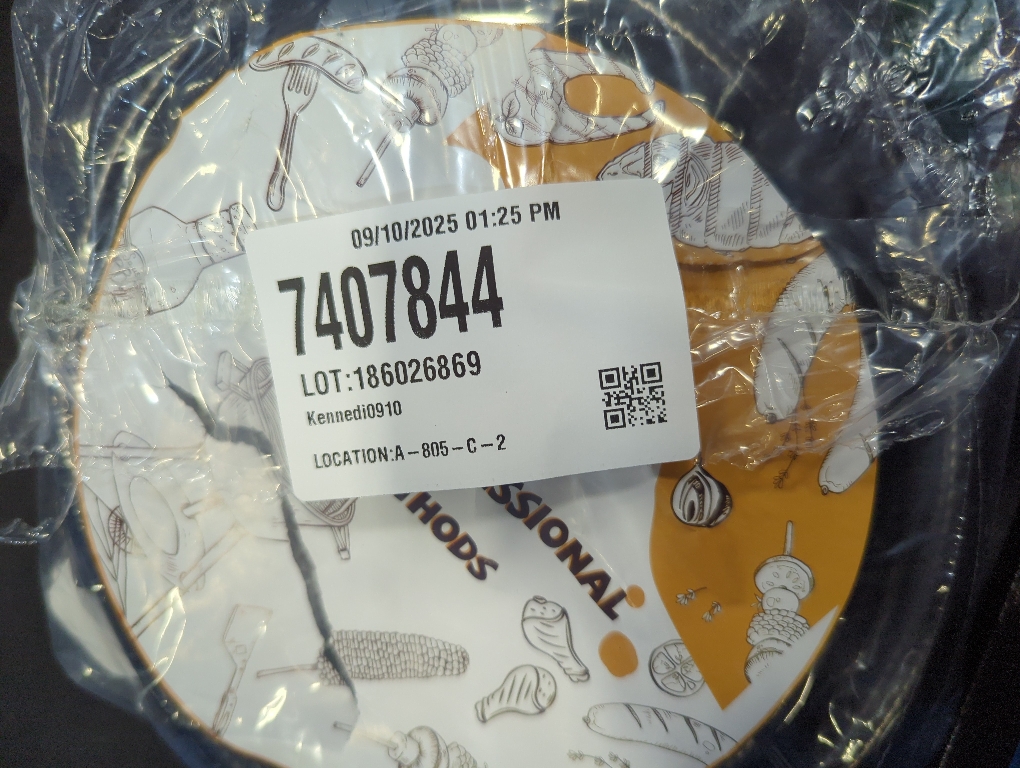 09/10/2025 01:25 PM
7407844
LOT:186026869
Kennedi0910
LOCATION:A-805-C-2
SSIONAL
HODS